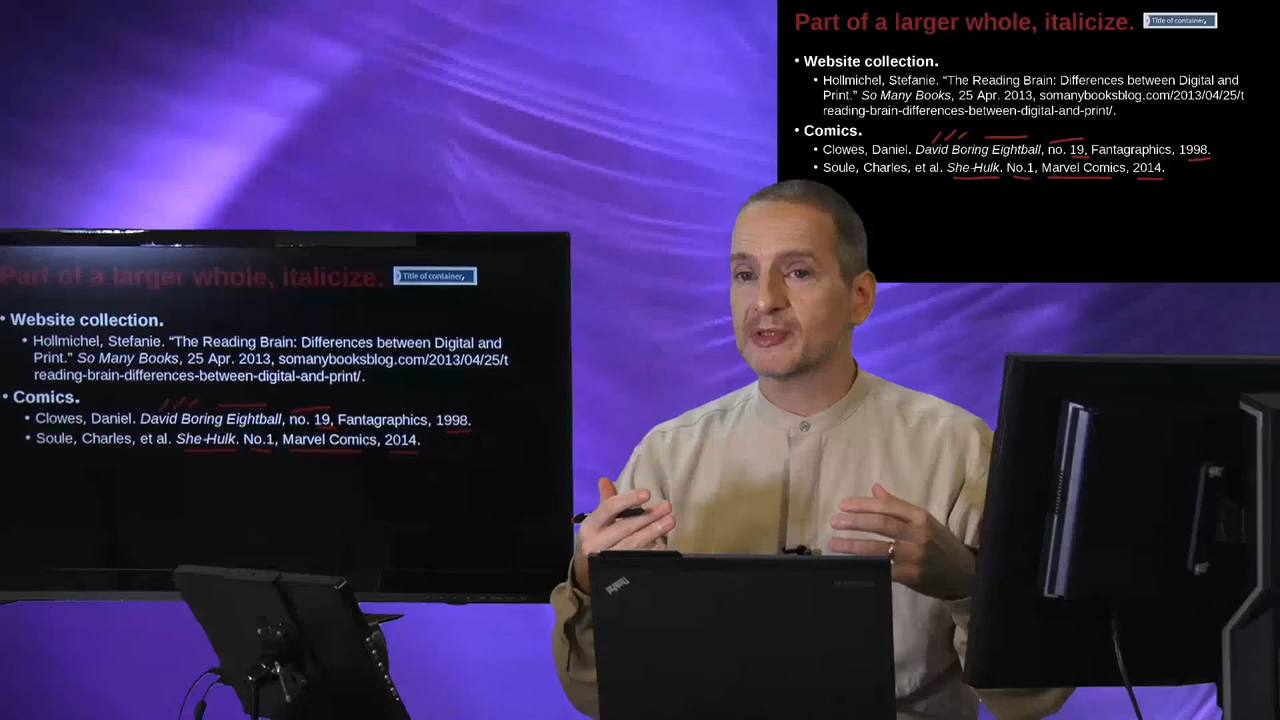 Part of a larger whole, italicize. Title of container,
• Website collection.
• Hollmichel, Stefanie. “The Reading Brain: Differences between Digital and
Print.” So Many Books, 25 Apr. 2013, somanybooksblog.com/2013/04/25/t
reading-brain-differences-between-digital-and-print/.
• Comics.
• Clowes, Daniel. David Boring Eightball, no. 19, Fantagraphics, 1998.
• Soule, Charles, et al. She-Hulk. No.1, Marvel Comics, 2014.
Part of a larger whole, italicize. Title of container,
• Website collection.
• Hollmichel, Stefanie. “The Reading Brain: Differences between Digital and
Print.” So Many Books, 25 Apr. 2013, somanybooksblog.com/2013/04/25/t
reading-brain-differences-between-digital-and-print/.
• Comics.
• Clowes, Daniel. David Boring Eightball, no. 19, Fantagraphics, 1998.
• Soule, Charles, et al. She-Hulk. No.1, Marvel Comics, 2014.
ThinkPad